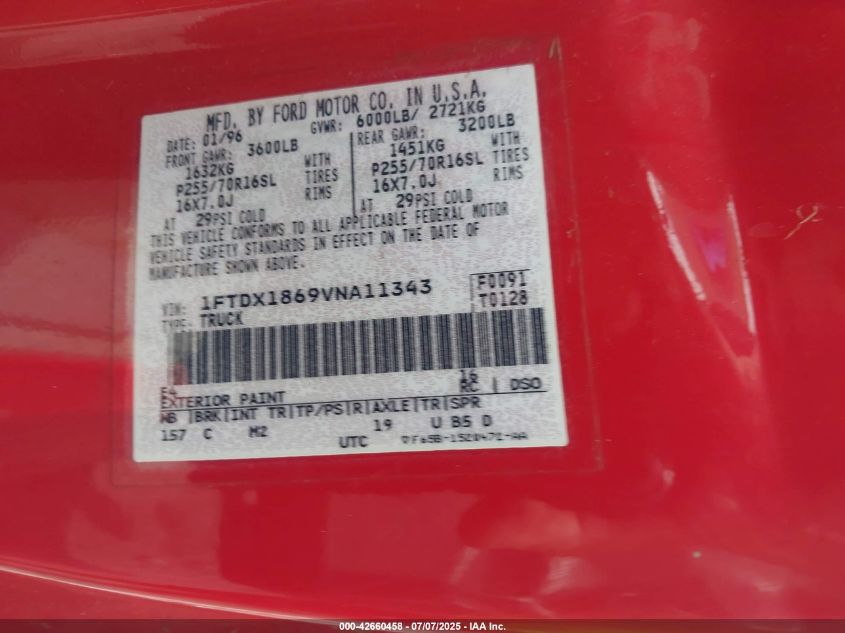 MFD. BY FORD MOTOR CO. IN U.S.A.
DATE: 01/96 GVWR: 6000LB/ 2721KG
FRONT GAWR: 3600LB REAR GAWR: 3200LB
1632KG WITH 1451KG WITH
P255/70R16SL TIRES P255/70R16SL TIRES
16X7.0J RIMS 16X7.0J RIMS
AT 29PSI COLD AT 29PSI COLD
THIS VEHICLE CONFORMS TO ALL APPLICABLE FEDERAL MOTOR
VEHICLE SAFETY STANDARDS IN EFFECT ON THE DATE OF
MANUFACTURE SHOWN ABOVE.
VIN: 1FTDX1869VNA11343 F0091
TYPE: TRUCK T0128
E4 16
EXTERIOR PAINT RC | DSO
WB |BRK|INT TR|TP/PS|R|AXLE|TR|SPR
157 C M2 19 U B5 D
UTC
000-42660458 - 07/07/2025 - IAA Inc.